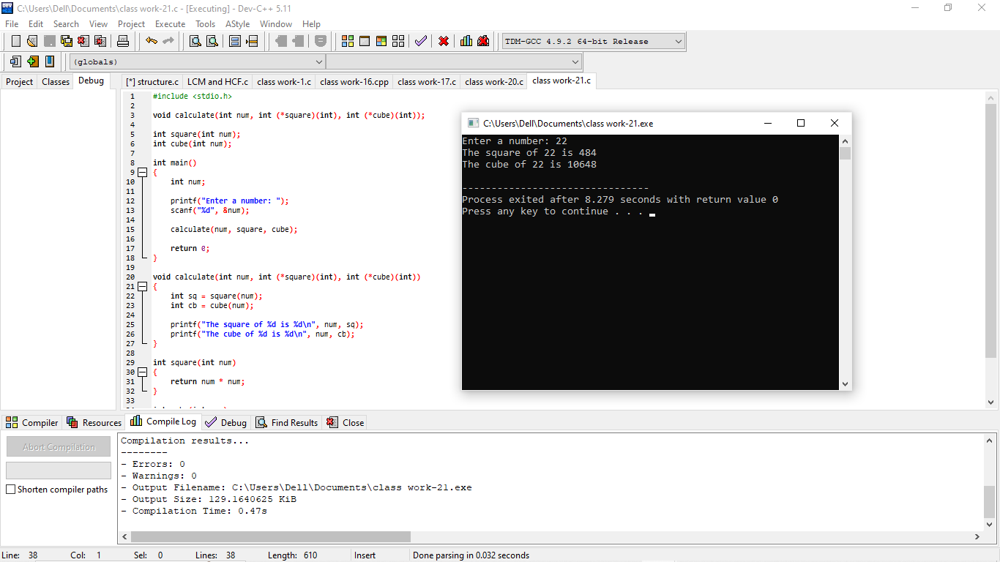 C:\Users\Dell\Documents\class work-21.c - [Executing] - Dev-C++ 5.11
File Edit Search View Project Execute Tools AStyle Window Help
TDM-GCC 4.9.2 64-bit Release
(globals)
Project Classes Debug
[*] structure.c LCM and HCF.c class work-1.c class work-16.cpp class work-17.c class work-20.c class work-21.c
1 #include <stdio.h>
2
3 void calculate(int num, int (*square)(int), int (*cube)(int));
4
5 int square(int num);
6 int cube(int num);
7
8 int main()
9 {
10 int num;
11
12 printf("Enter a number: ");
13 scanf("%d", &num);
14
15 calculate(num, square, cube);
16
17 return 0;
18 }
19
20 void calculate(int num, int (*square)(int), int (*cube)(int))
21 {
22 int sq = square(num);
23 int cb = cube(num);
24
25 printf("The square of %d is %d\n", num, sq);
26 printf("The cube of %d is %d\n", num, cb);
27 }
28
29 int square(int num)
30 {
31 return num * num;
32 }
33
C:\Users\Dell\Documents\class work-21.exe
Enter a number: 22
The square of 22 is 484
The cube of 22 is 10648
--------------------------------
Process exited after 8.279 seconds with return value 0
Press any key to continue . . .
Compiler Resources Compile Log Debug Find Results Close
Abort Compilation
Shorten compiler paths
Compilation results...
--------
- Errors: 0
- Warnings: 0
- Output Filename: C:\Users\Dell\Documents\class work-21.exe
- Output Size: 129.1640625 KiB
- Compilation Time: 0.47s
Line: 38 Col: 1 Sel: 0 Lines: 38 Length: 610 Insert Done parsing in 0.032 seconds